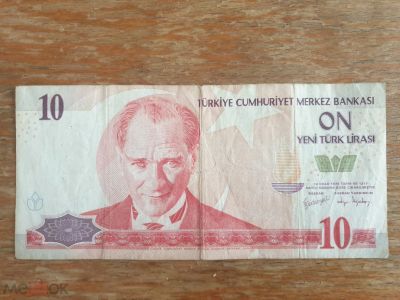 10
TÜRKİYE CUMHURİYET MERKEZ BANKASI
ON
YENİ TÜRK LİRASI
10